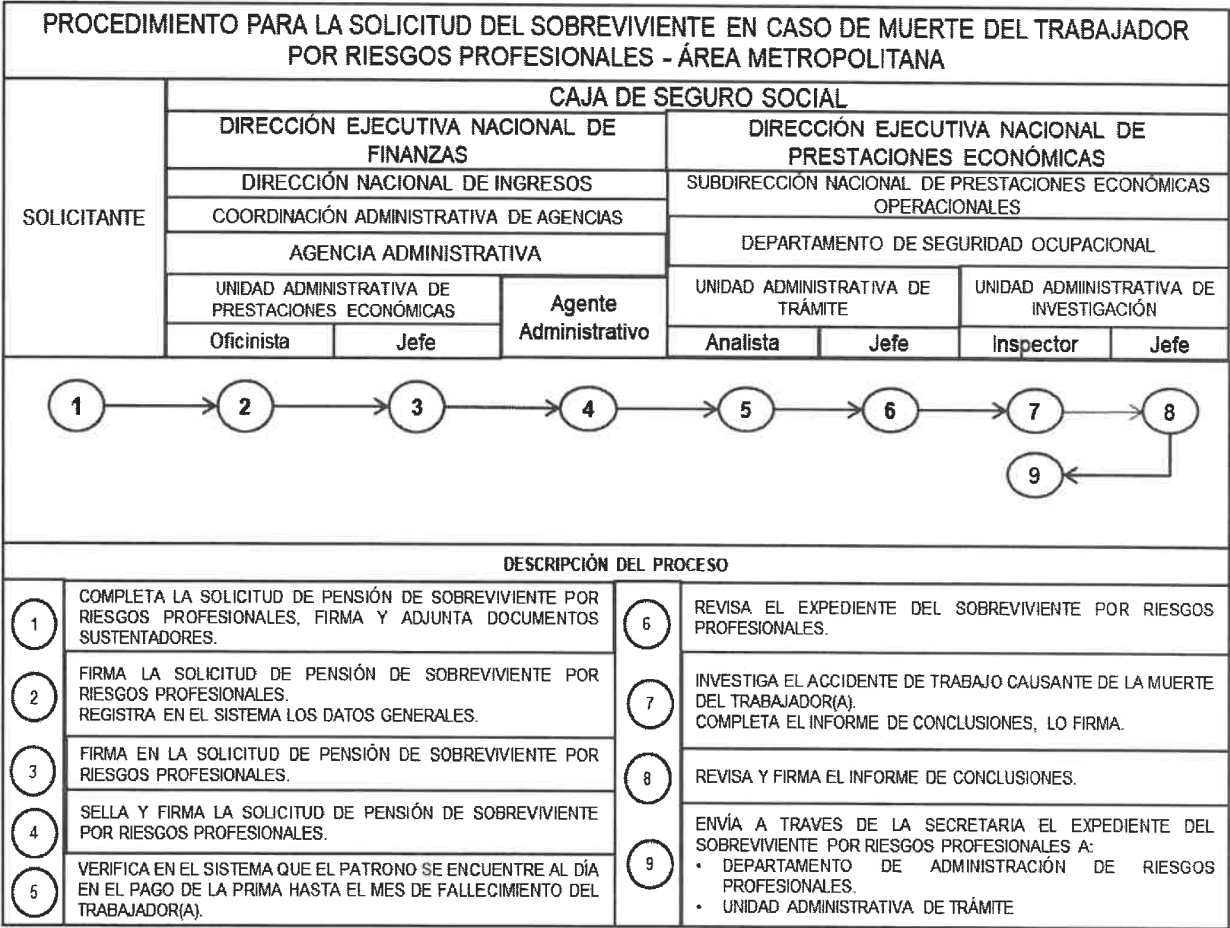 PROCEDIMIENTO PARA LA SOLICITUD DEL SOBREVIVIENTE EN CASO DE MUERTE DEL TRABAJADOR
POR RIESGOS PROFESIONALES - ÁREA METROPOLITANA
SOLICITANTE
CAJA DE SEGURO SOCIAL
DIRECCIÓN EJECUTIVA NACIONAL DE
FINANZAS
DIRECCIÓN NACIONAL DE INGRESOS
COORDINACIÓN ADMINISTRATIVA DE AGENCIAS
AGENCIA ADMINISTRATIVA
UNIDAD ADMINISTRATIVA DE
PRESTACIONES ECONÓMICAS
Oficinista
Jefe
Agente
Administrativo
DIRECCIÓN EJECUTIVA NACIONAL DE
PRESTACIONES ECONÓMICAS
SUBDIRECCIÓN NACIONAL DE PRESTACIONES ECONÓMICAS
OPERACIONALES
DEPARTAMENTO DE SEGURIDAD OCUPACIONAL
UNIDAD ADMINISTRATIVA DE
TRÁMITE
Analista
Jefe
UNIDAD ADMIINISTRATIVA DE
INVESTIGACIÓN
Inspector
Jefe
1
2
3
4
5
6
7
8
9
DESCRIPCIÓN DEL PROCESO
1
COMPLETA LA SOLICITUD DE PENSIÓN DE SOBREVIVIENTE POR
RIESGOS PROFESIONALES, FIRMA Y ADJUNTA DOCUMENTOS
SUSTENTADORES.
2
FIRMA LA SOLICITUD DE PENSIÓN DE SOBREVIVIENTE POR
RIESGOS PROFESIONALES.
REGISTRA EN EL SISTEMA LOS DATOS GENERALES.
3
FIRMA EN LA SOLICITUD DE PENSIÓN DE SOBREVIVIENTE POR
RIESGOS PROFESIONALES.
4
SELLA Y FIRMA LA SOLICITUD DE PENSIÓN DE SOBREVIVIENTE
POR RIESGOS PROFESIONALES.
5
VERIFICA EN EL SISTEMA QUE EL PATRONO SE ENCUENTRE AL DÍA
EN EL PAGO DE LA PRIMA HASTA EL MES DE FALLECIMIENTO DEL
TRABAJADOR(A).
6
REVISA EL EXPEDIENTE DEL SOBREVIVIENTE POR RIESGOS
PROFESIONALES.
7
INVESTIGA EL ACCIDENTE DE TRABAJO CAUSANTE DE LA MUERTE
DEL TRABAJADOR(A).
COMPLETA EL INFORME DE CONCLUSIONES, LO FIRMA.
8
REVISA Y FIRMA EL INFORME DE CONCLUSIONES.
9
ENVÍA A TRAVES DE LA SECRETARIA EL EXPEDIENTE DEL
SOBREVIVIENTE POR RIESGOS PROFESIONALES A:
• DEPARTAMENTO DE ADMINISTRACIÓN DE RIESGOS
PROFESIONALES.
• UNIDAD ADMINISTRATIVA DE TRÁMITE